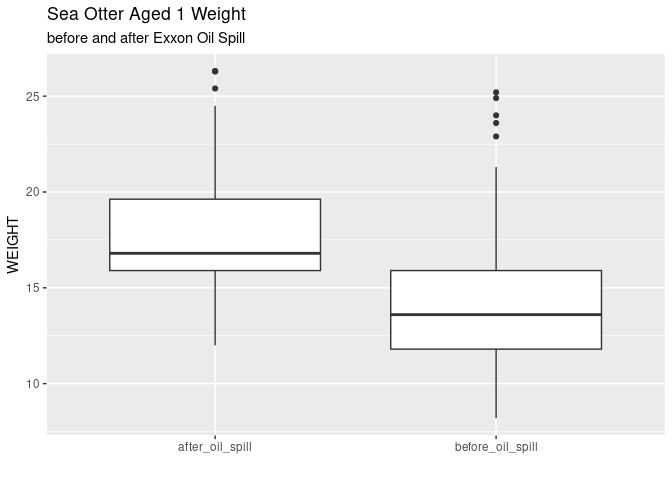 Sea Otter Aged 1 Weight
before and after Exxon Oil Spill
25
20
15
10
WEIGHT
after_oil_spill
before_oil_spill